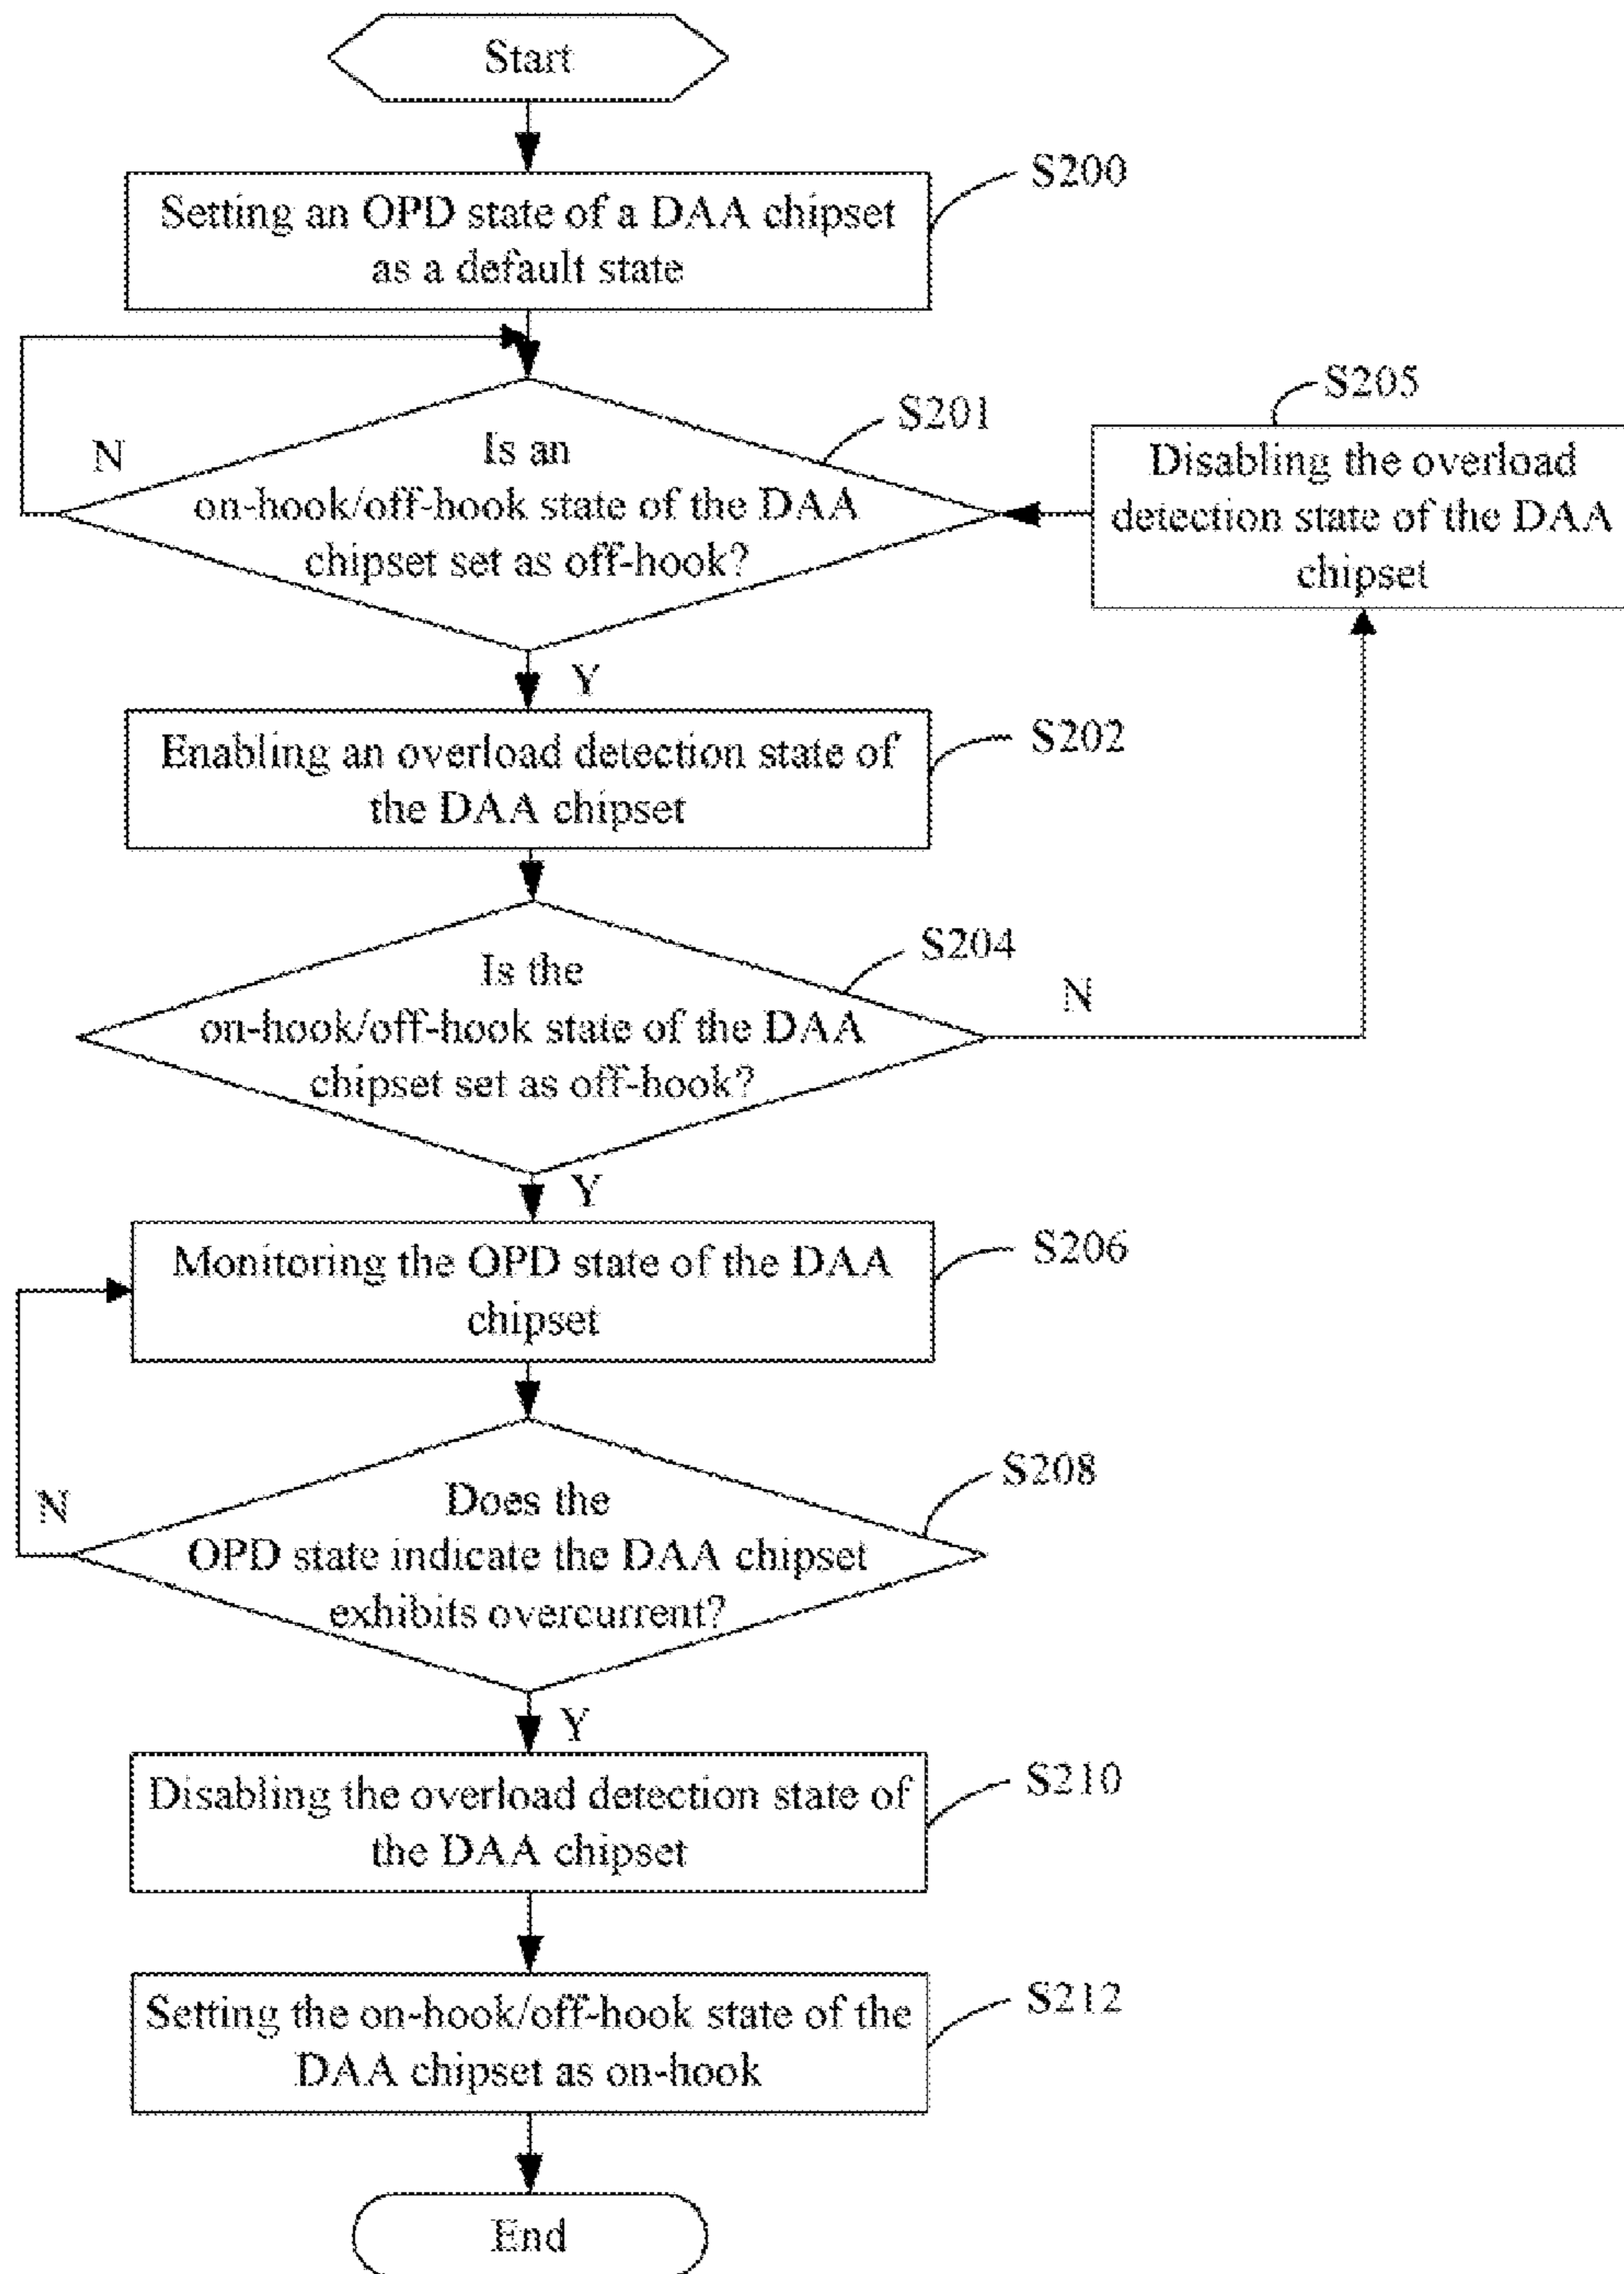 Start
S200
Setting an OPD state of a DAA chipset
as a default state
S201
N
Is an
on-hook/off-hook state of the DAA
chipset set as off-hook?
S205
Disabling the overload
detection state of the DAA
chipset
Y
S202
Enabling an overload detection state of
the DAA chipset
S204
Is the
on-hook/off-hook state of the DAA
chipset set as off-hook?
N
Y
S206
Monitoring the OPD state of the DAA
chipset
S208
N
Does the
OPD state indicate the DAA chipset
exhibits overcurrent?
Y
S210
Disabling the overload detection state of
the DAA chipset
S212
Setting the on-hook/off-hook state of the
DAA chipset as on-hook
End